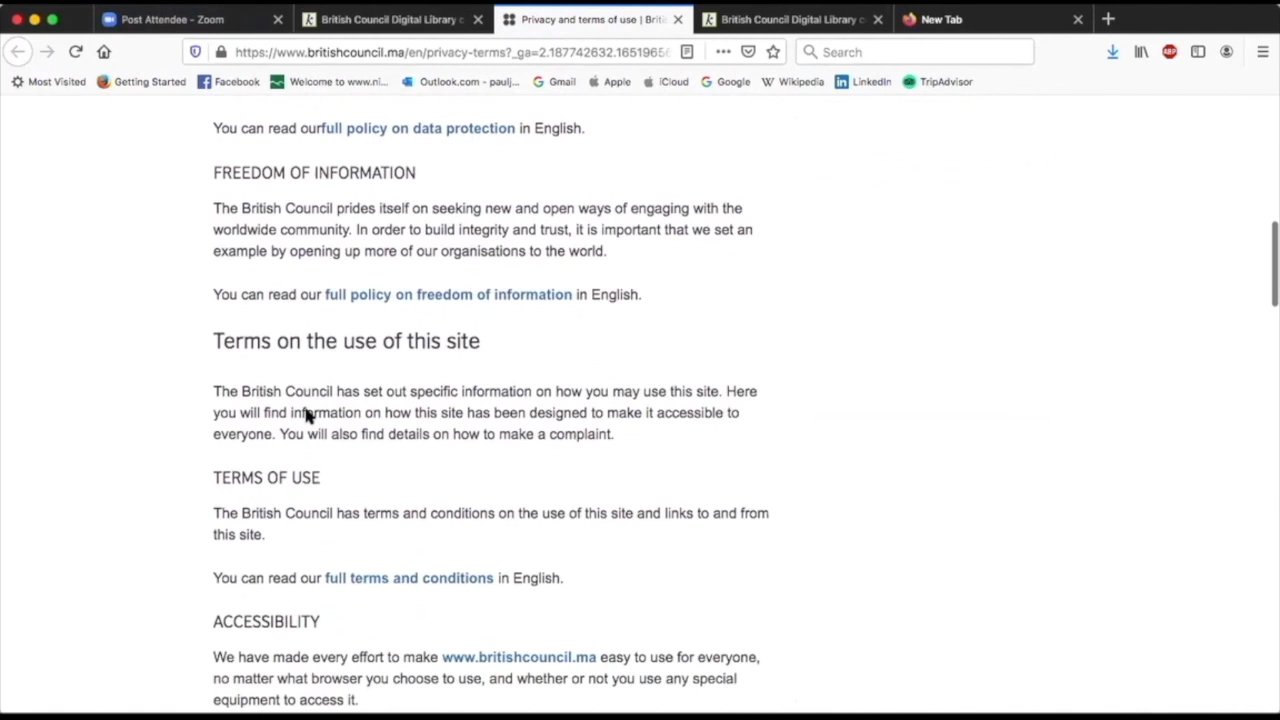 Post Attendee - Zoom
British Council Digital Library o
Privacy and terms of use | Briti
British Council Digital Library o
New Tab
https://www.britishcouncil.ma/en/privacy-terms?_ga=2.187742632.1651965
Search
Most Visited
Getting Started
Facebook
Welcome to www.ni...
Outlook.com - paulj...
Gmail
Apple
iCloud
Google
Wikipedia
LinkedIn
TripAdvisor
You can read ourfull policy on data protection in English.
FREEDOM OF INFORMATION
The British Council prides itself on seeking new and open ways of engaging with the
worldwide community. In order to build integrity and trust, it is important that we set an
example by opening up more of our organisations to the world.
You can read our full policy on freedom of information in English.
Terms on the use of this site
The British Council has set out specific information on how you may use this site. Here
you will find information on how this site has been designed to make it accessible to
everyone. You will also find details on how to make a complaint.
TERMS OF USE
The British Council has terms and conditions on the use of this site and links to and from
this site.
You can read our full terms and conditions in English.
ACCESSIBILITY
We have made every effort to make www.britishcouncil.ma easy to use for everyone,
no matter what browser you choose to use, and whether or not you use any special
equipment to access it.